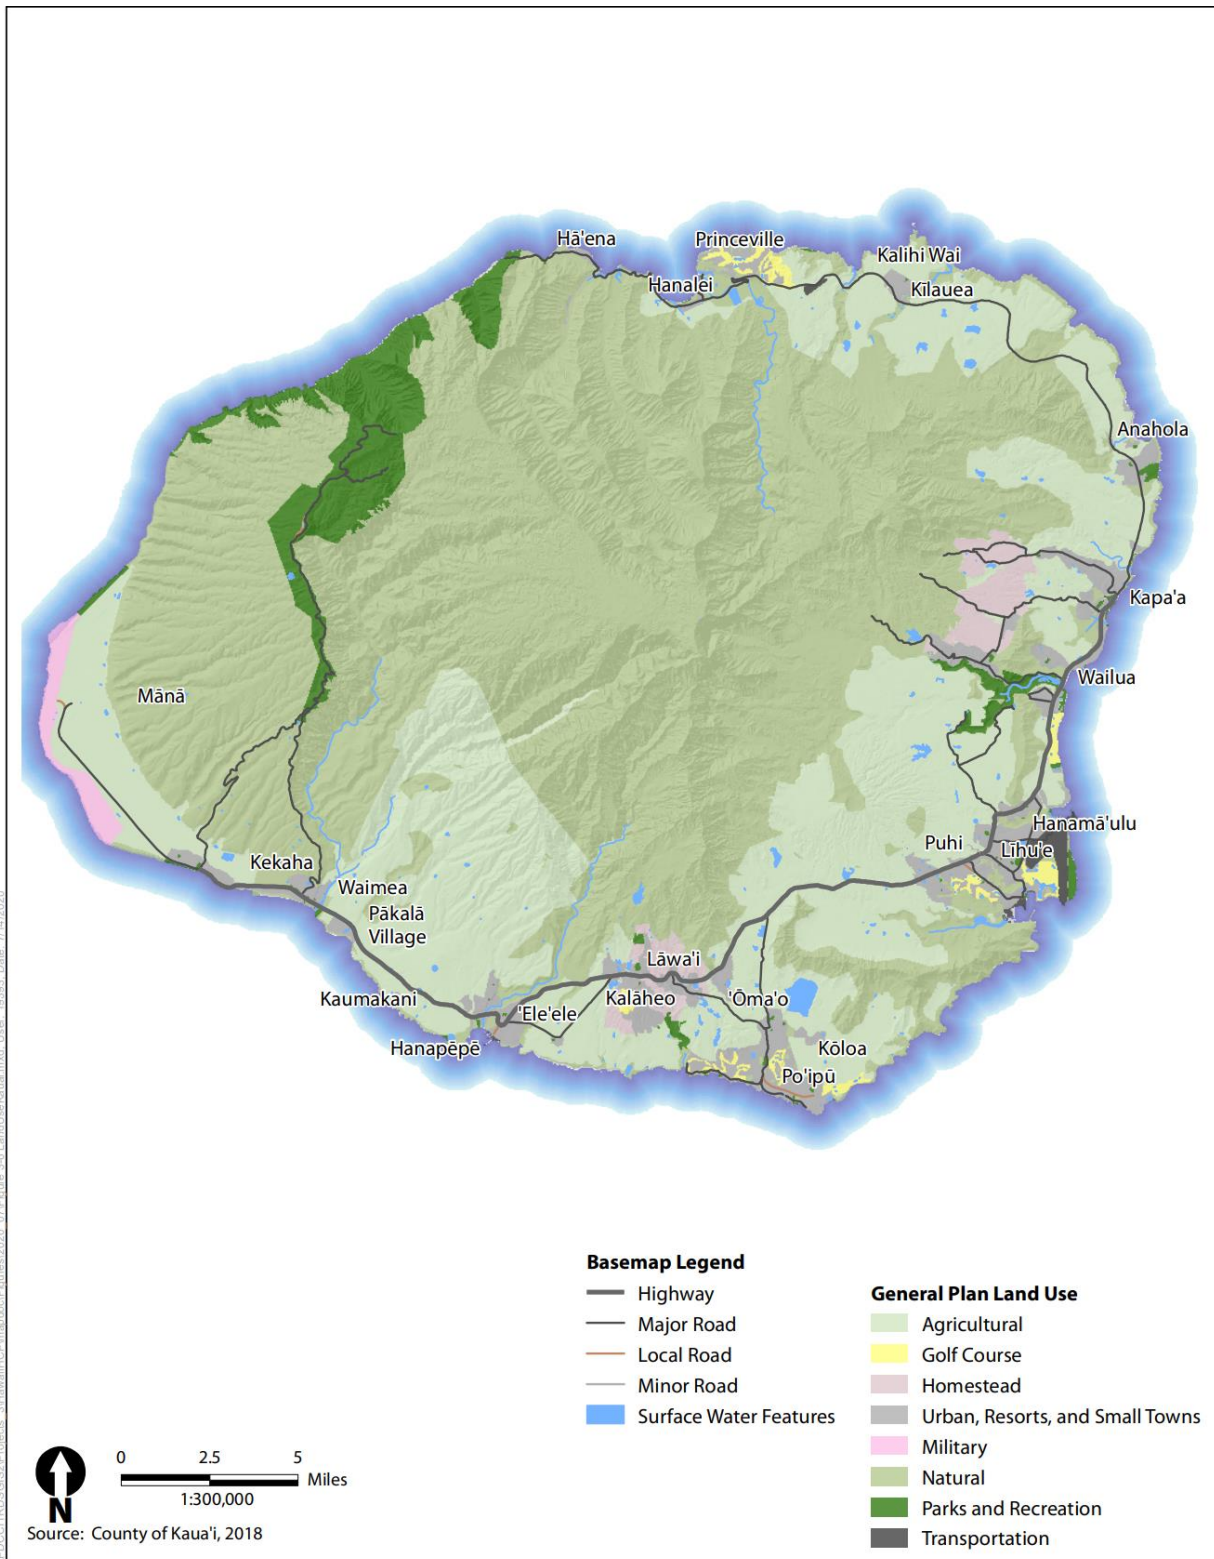 Hā'ena
Princeville
Kalihi Wai
Hanalei
Kīlauea
Anahola
Kapa'a
Wailua
Mānā
Hanamā'ulu
Puhi
Līhu'e
Kekaha
Waimea
Pākalā
Village
Lāwa'i
Kaumakani
'Ele'ele
Kalāheo
'Ōma'o
Hanapēpē
Kōloa
Po'ipū
Basemap Legend
Highway
Major Road
Local Road
Minor Road
Surface Water Features
General Plan Land Use
Agricultural
Golf Course
Homestead
Urban, Resorts, and Small Towns
Military
Natural
Parks and Recreation
Transportation
0 2.5 5
Miles
1:300,000
N
Source: County of Kaua'i, 2018